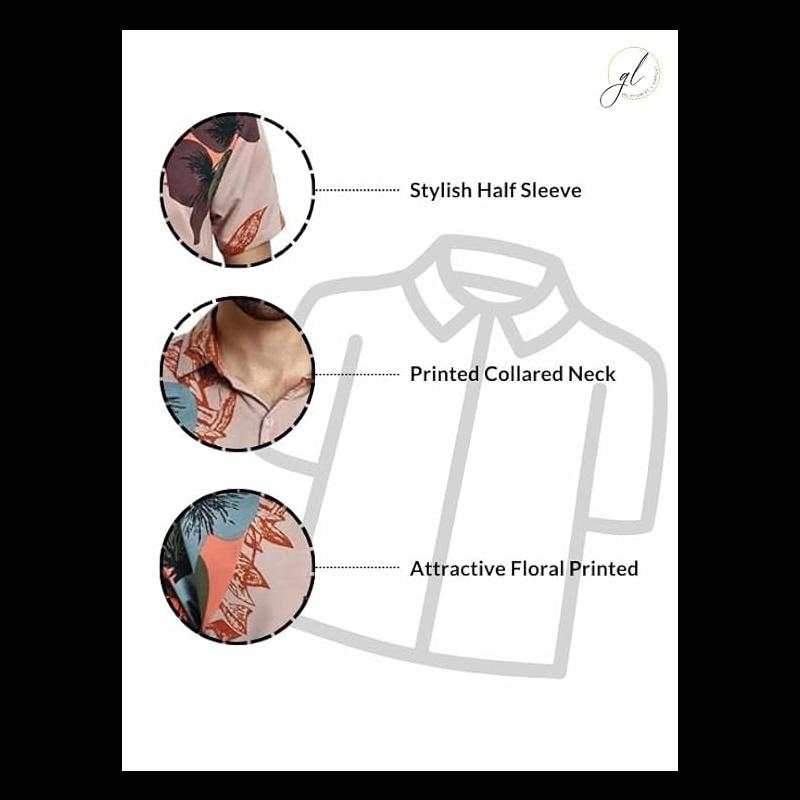 gl
Stylish Half Sleeve
Printed Collared Neck
Attractive Floral Printed